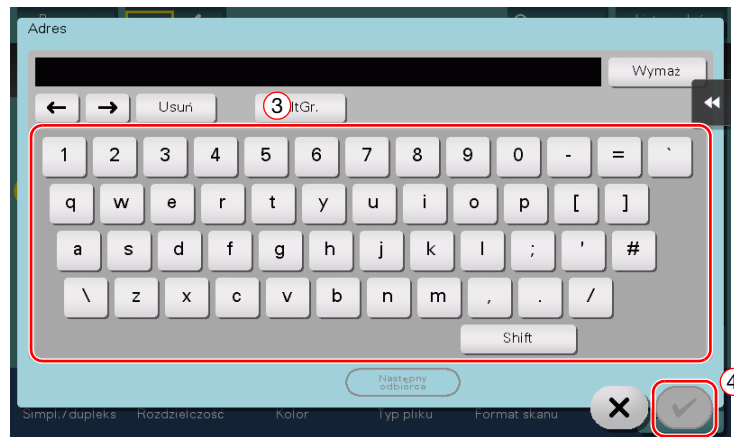 Adres
Wymaż
← → Usuń 3 ltGr.
1 2 3 4 5 6 7 8 9 0 - = `
q w e r t y u i o p [ ]
a s d f g h j k l ; ' #
\ z x c v b n m , . /
Shift
Następny
odbiorca
4
Simpl./dupleks Rozdzielczość Kolor Typ pliku Format skanu